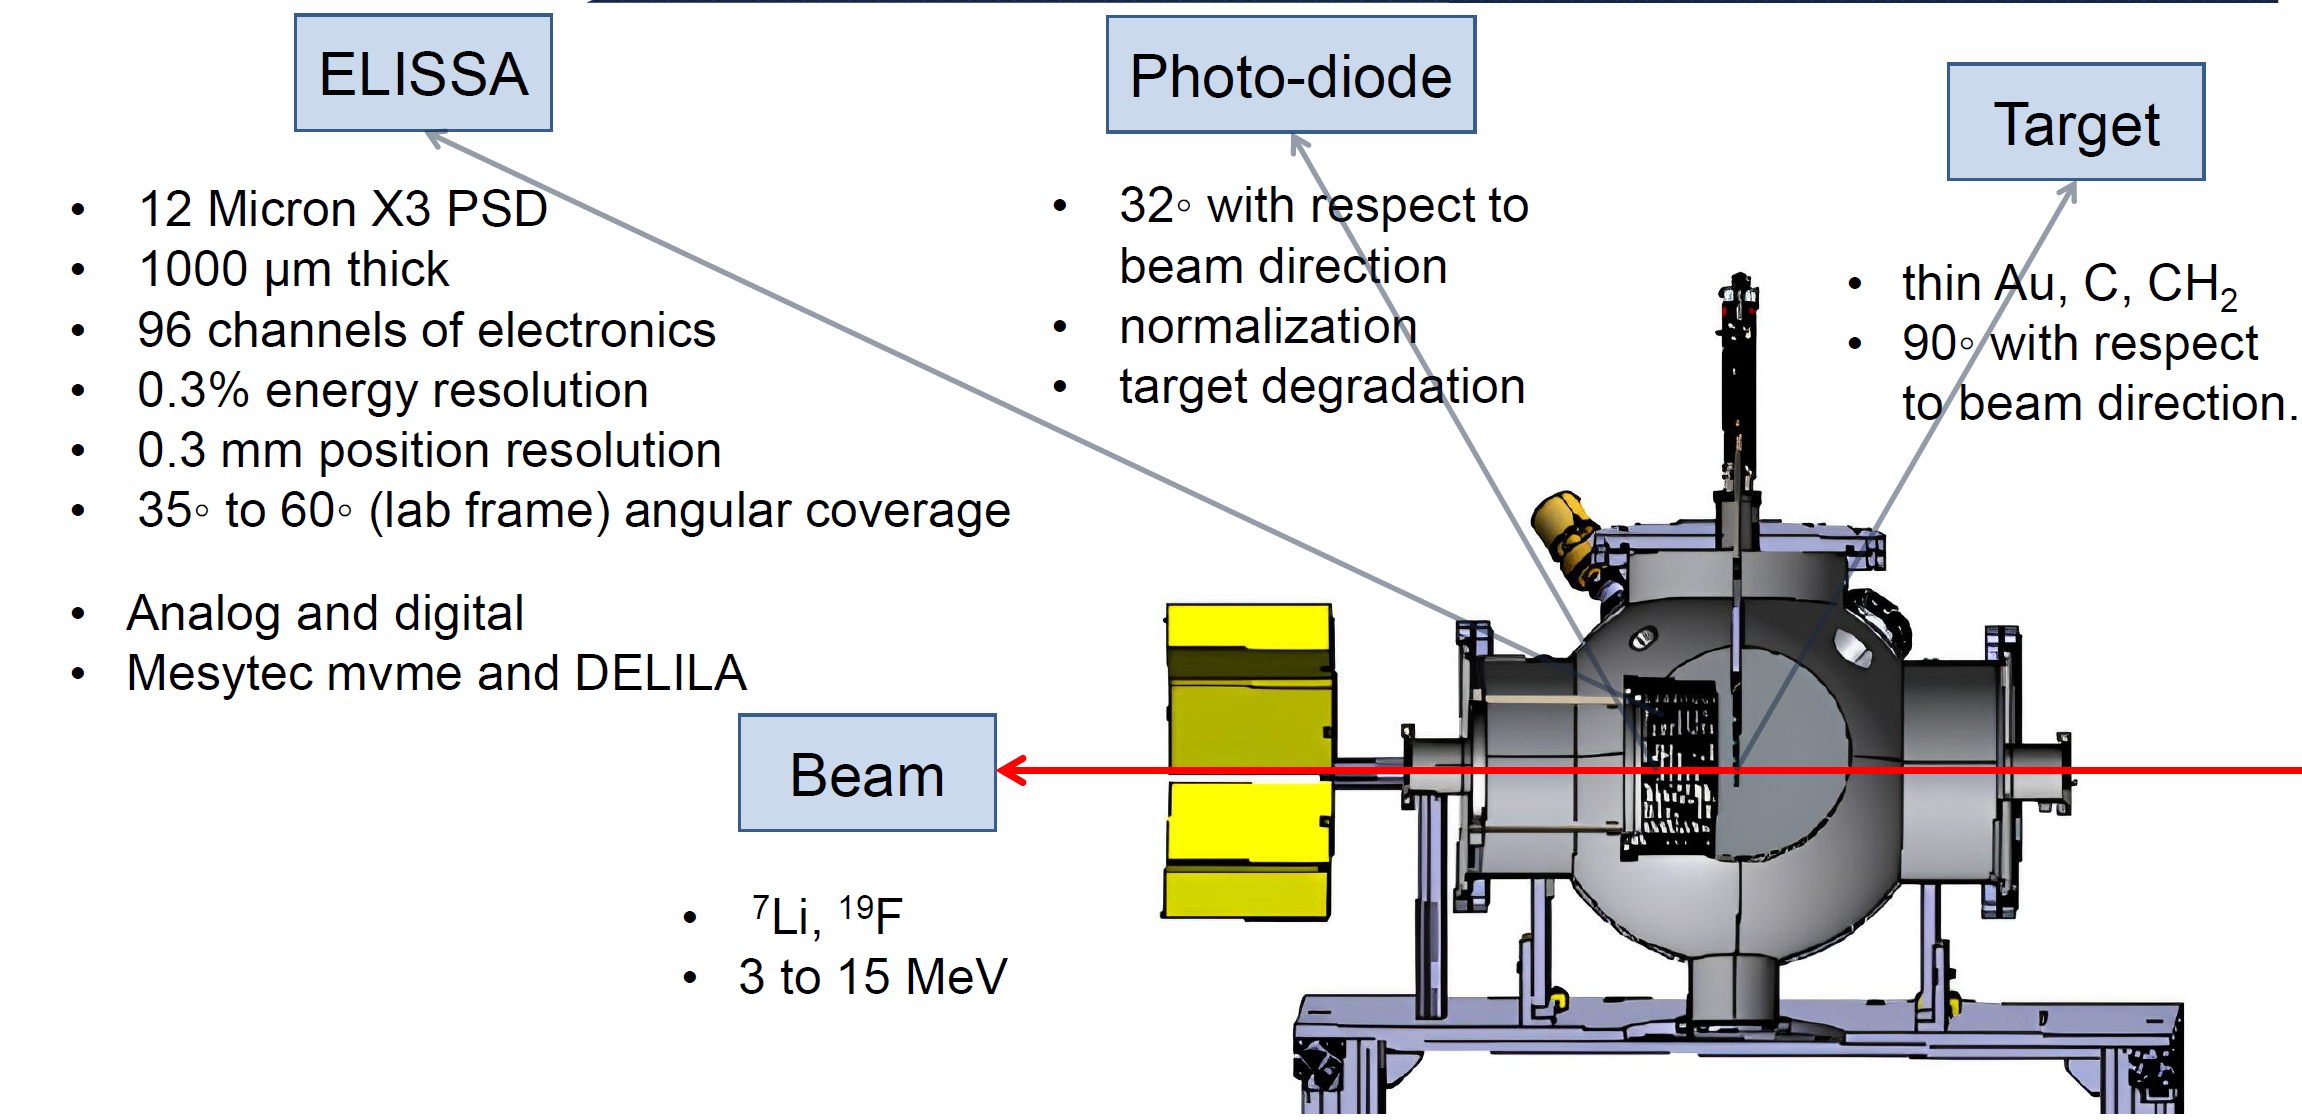 ELISSA
• 12 Micron X3 PSD
• 1000 µm thick
• 96 channels of electronics
• 0.3% energy resolution
• 0.3 mm position resolution
• 35◦ to 60◦ (lab frame) angular coverage
• Analog and digital
• Mesytec mvme and DELILA
Photo-diode
• 32◦ with respect to
beam direction
• normalization
• target degradation
Target
• thin Au, C, CH₂
• 90◦ with respect
to beam direction.
Beam
• ⁷Li, ¹⁹F
• 3 to 15 MeV